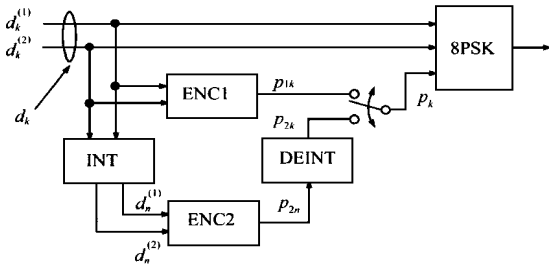 d_k^(1)
d_k^(2)
8PSK
ENC1
p_1k
p_k
d_k
p_2k
INT
DEINT
d_n^(1)
ENC2
p_2n
d_n^(2)